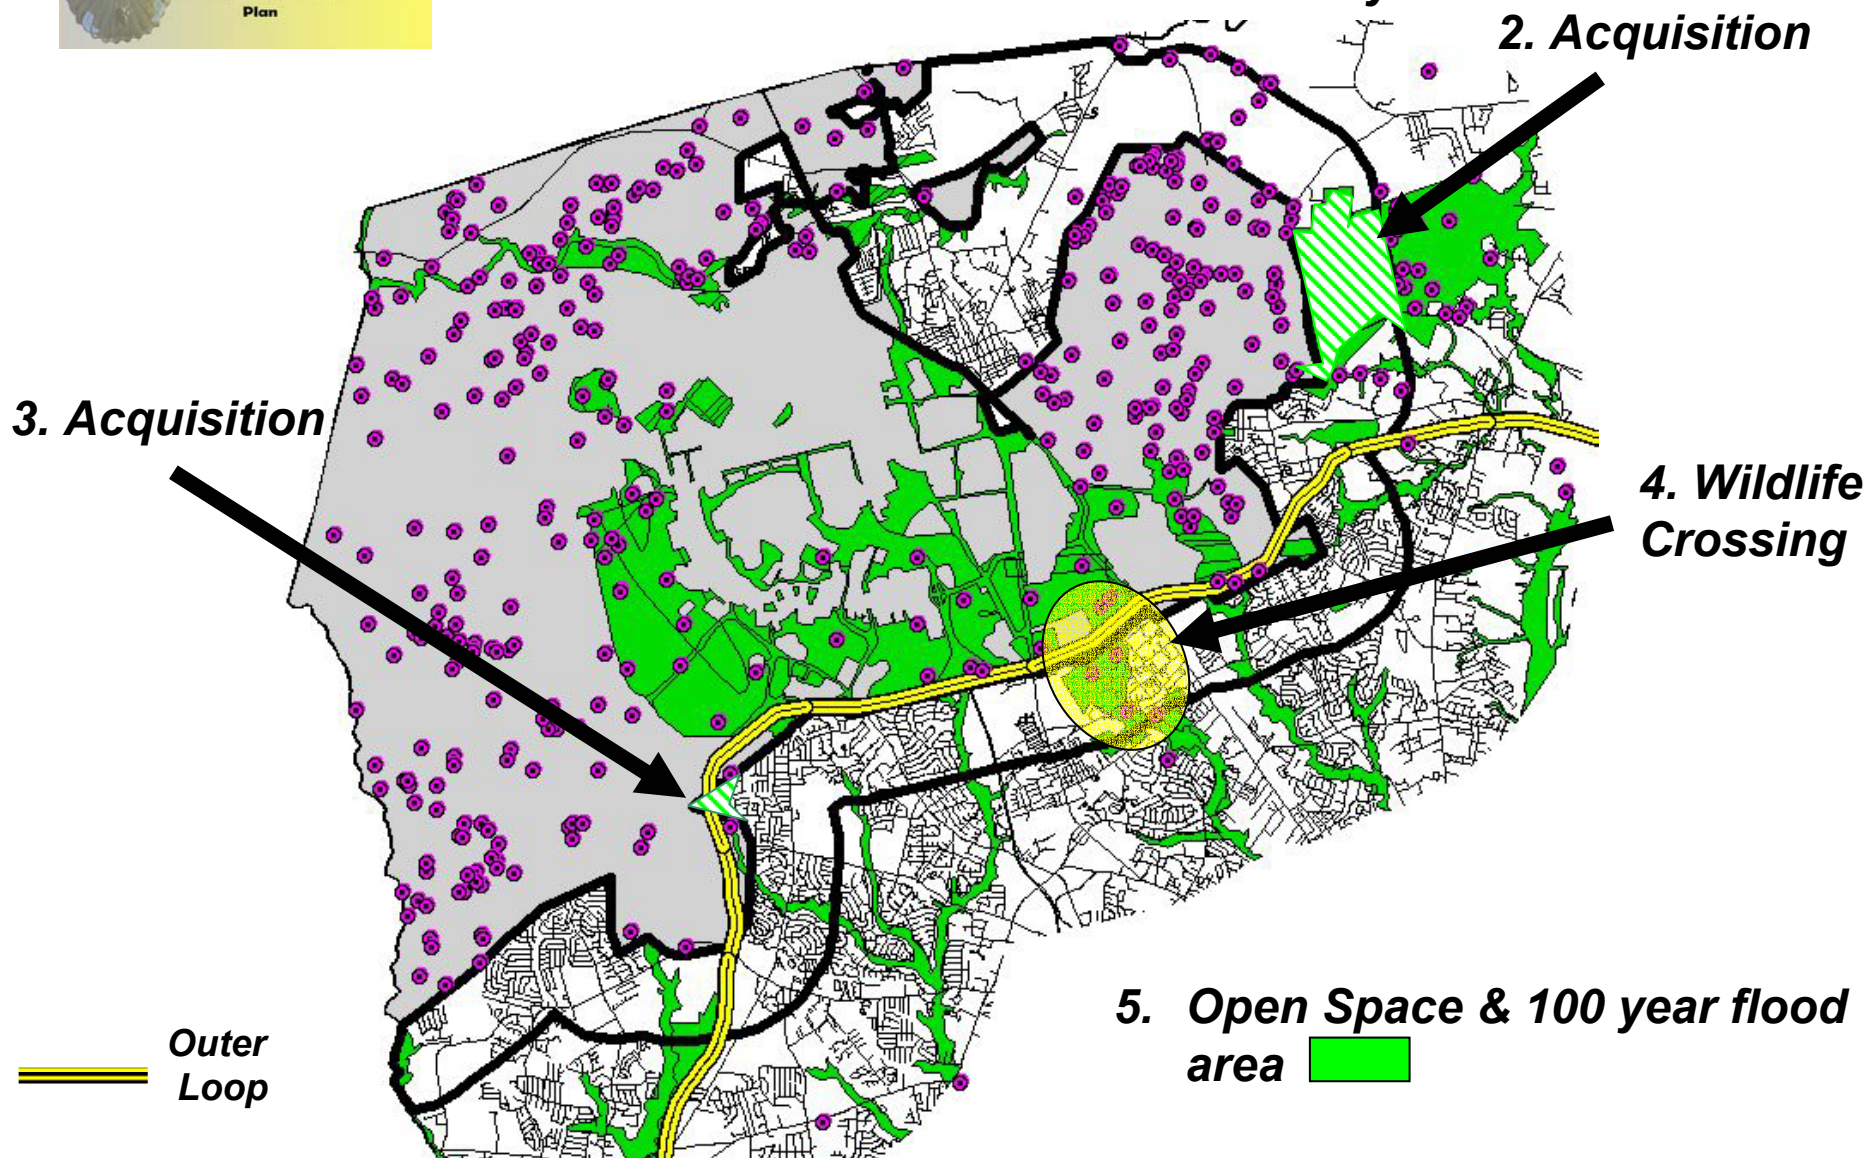 Plan
2. Acquisition
3. Acquisition
4. Wildlife
Crossing
5. Open Space & 100 year flood
area
Outer
Loop